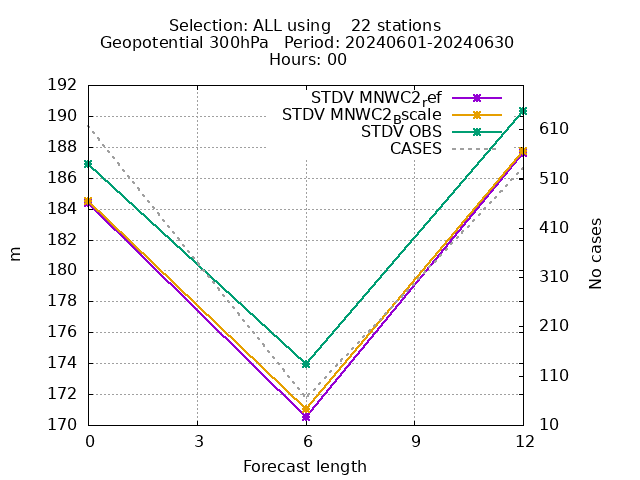 Selection: ALL using 22 stations
Geopotential 300hPa Period: 20240601-20240630
Hours: 00
STDV MNWC2ref
STDV MNWC2Bscale
STDV OBS
CASES
192
190
188
186
184
182
180
178
176
174
172
170
m
610
510
410
310
210
110
10
No cases
0 3 6 9 12
Forecast length